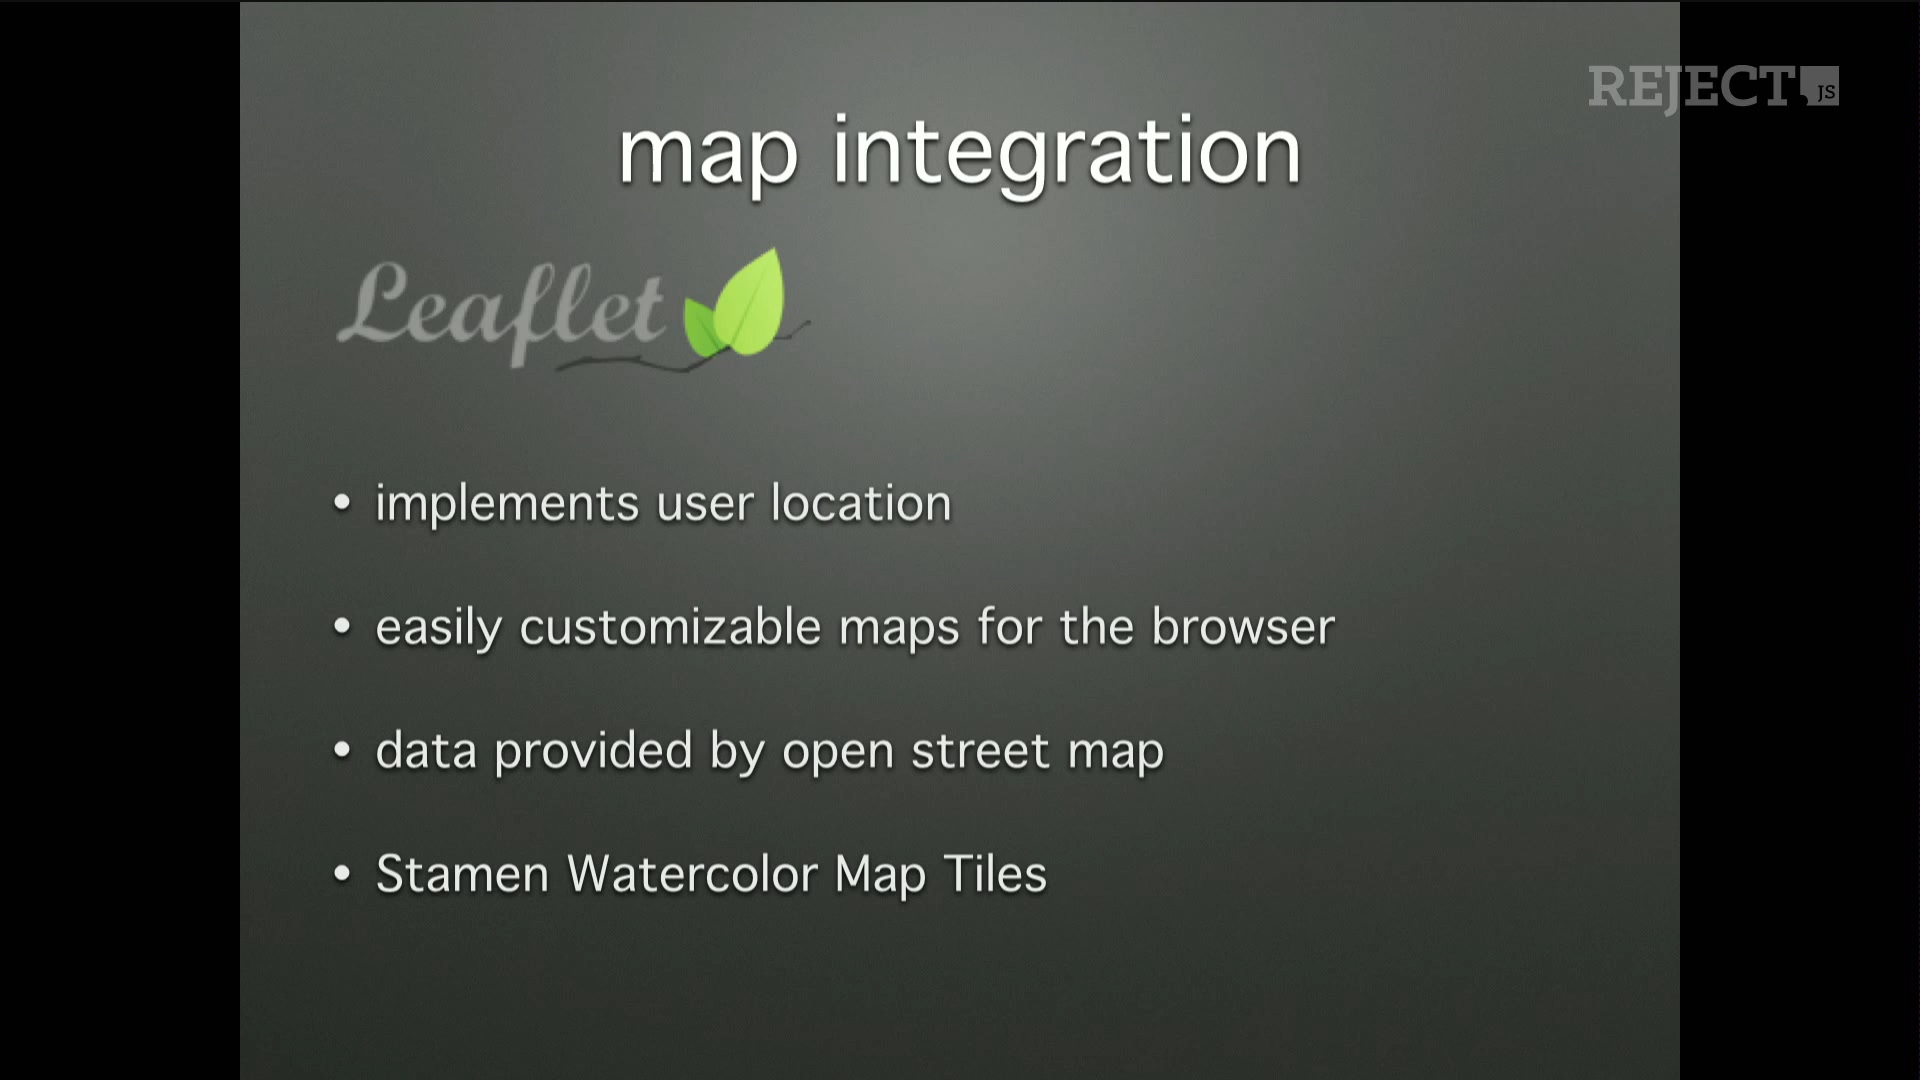 REJECT.JS
map integration
Leaflet
• implements user location
• easily customizable maps for the browser
• data provided by open street map
• Stamen Watercolor Map Tiles